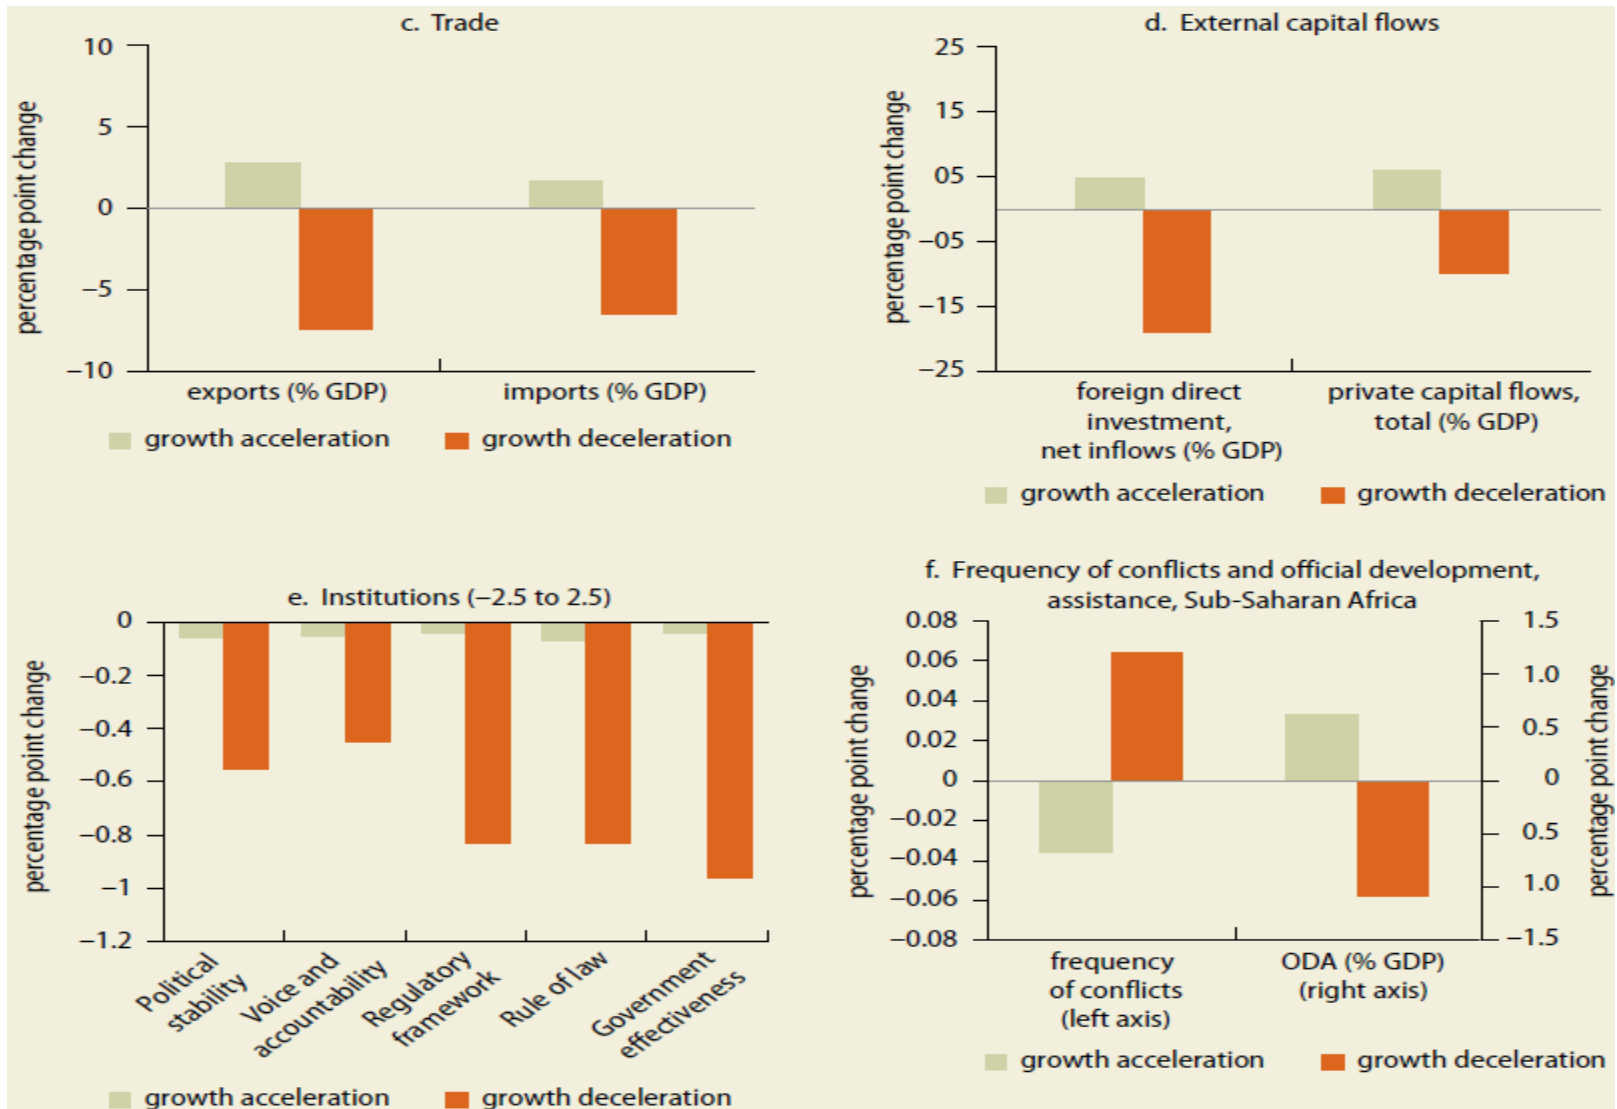 c. Trade
10
5
0
−5
−10
percentage point change
exports (% GDP)
imports (% GDP)
growth acceleration
growth deceleration
d. External capital flows
25
15
05
−05
−15
−25
percentage point change
foreign direct
investment,
net inflows (% GDP)
private capital flows,
total (% GDP)
growth acceleration
growth deceleration
e. Institutions (−2.5 to 2.5)
0
−0.2
−0.4
−0.6
−0.8
−1
−1.2
percentage point change
Political
stability
Voice and
accountability
Regulatory
framework
Rule of law
Government
effectiveness
growth acceleration
growth deceleration
f. Frequency of conflicts and official development,
assistance, Sub-Saharan Africa
0.08
0.06
0.04
0.02
0
−0.02
−0.04
−0.06
−0.08
percentage point change
1.5
1.0
0.5
0
0.5
1.0
−1.5
percentage point change
frequency
of conflicts
(left axis)
ODA (% GDP)
(right axis)
growth acceleration
growth deceleration